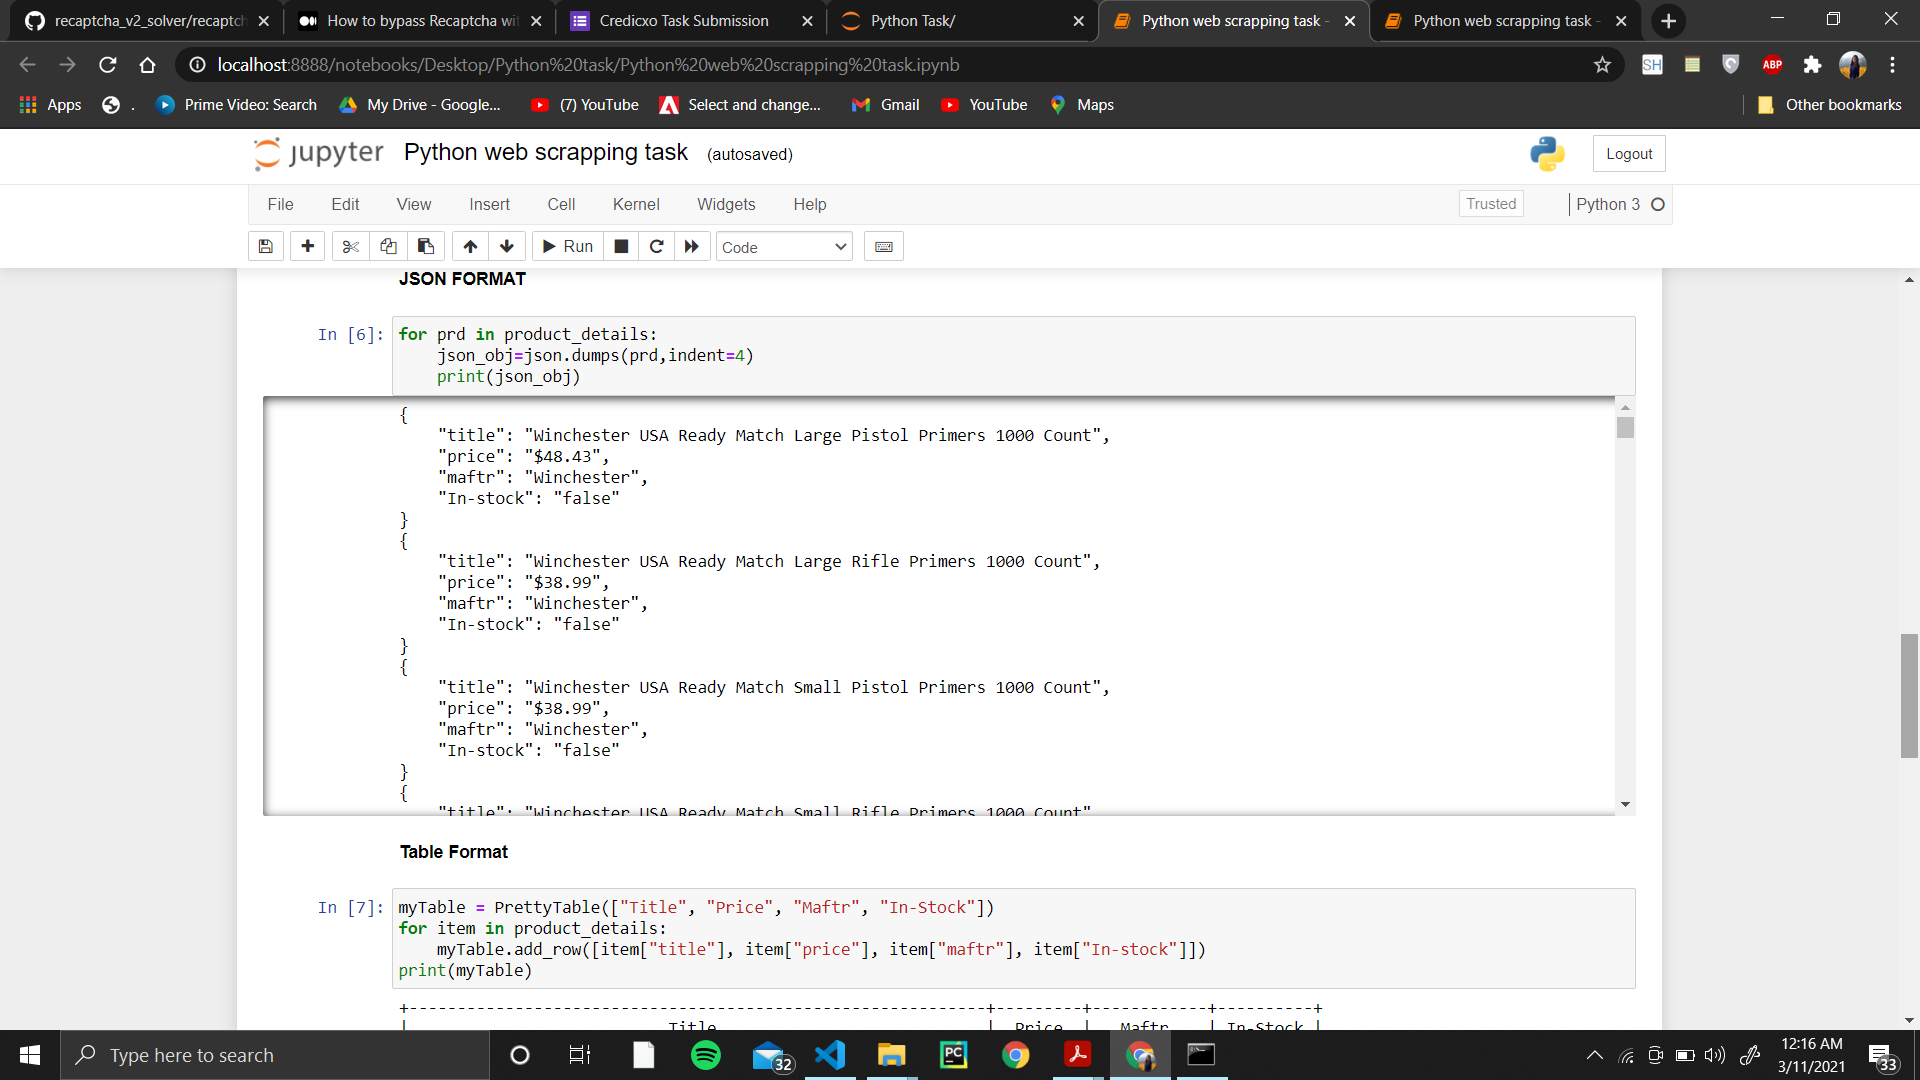 recaptcha_v2_solver/recaptch
How to bypass Recaptcha wit
Credicxo Task Submission
Python Task/
Python web scrapping task -
Python web scrapping task -
localhost:8888/notebooks/Desktop/Python%20task/Python%20web%20scrapping%20task.ipynb
SH
ABP
Apps
.
Prime Video: Search
My Drive - Google...
(7) YouTube
Select and change...
Gmail
YouTube
Maps
Other bookmarks
jupyter
Python web scrapping task (autosaved)
Logout
File Edit View Insert Cell Kernel Widgets Help
Trusted
Python 3
Run
Code
JSON FORMAT
In [6]: for prd in product_details:
json_obj=json.dumps(prd,indent=4)
print(json_obj)
{
"title": "Winchester USA Ready Match Large Pistol Primers 1000 Count",
"price": "$48.43",
"maftr": "Winchester",
"In-stock": "false"
}
{
"title": "Winchester USA Ready Match Large Rifle Primers 1000 Count",
"price": "$38.99",
"maftr": "Winchester",
"In-stock": "false"
}
{
"title": "Winchester USA Ready Match Small Pistol Primers 1000 Count",
"price": "$38.99",
"maftr": "Winchester",
"In-stock": "false"
}
{
"title": "Winchester USA Ready Match Small Rifle Primers 1000 Count"
Table Format
In [7]: myTable = PrettyTable(["Title", "Price", "Maftr", "In-Stock"])
for item in product_details:
myTable.add_row([item["title"], item["price"], item["maftr"], item["In-stock"]])
print(myTable)
+------------------------------------------------------------+---------+------------+----------+
| Title | Price | Maftr | In-Stock |
Type here to search
32
PC
12:16 AM
3/11/2021
33